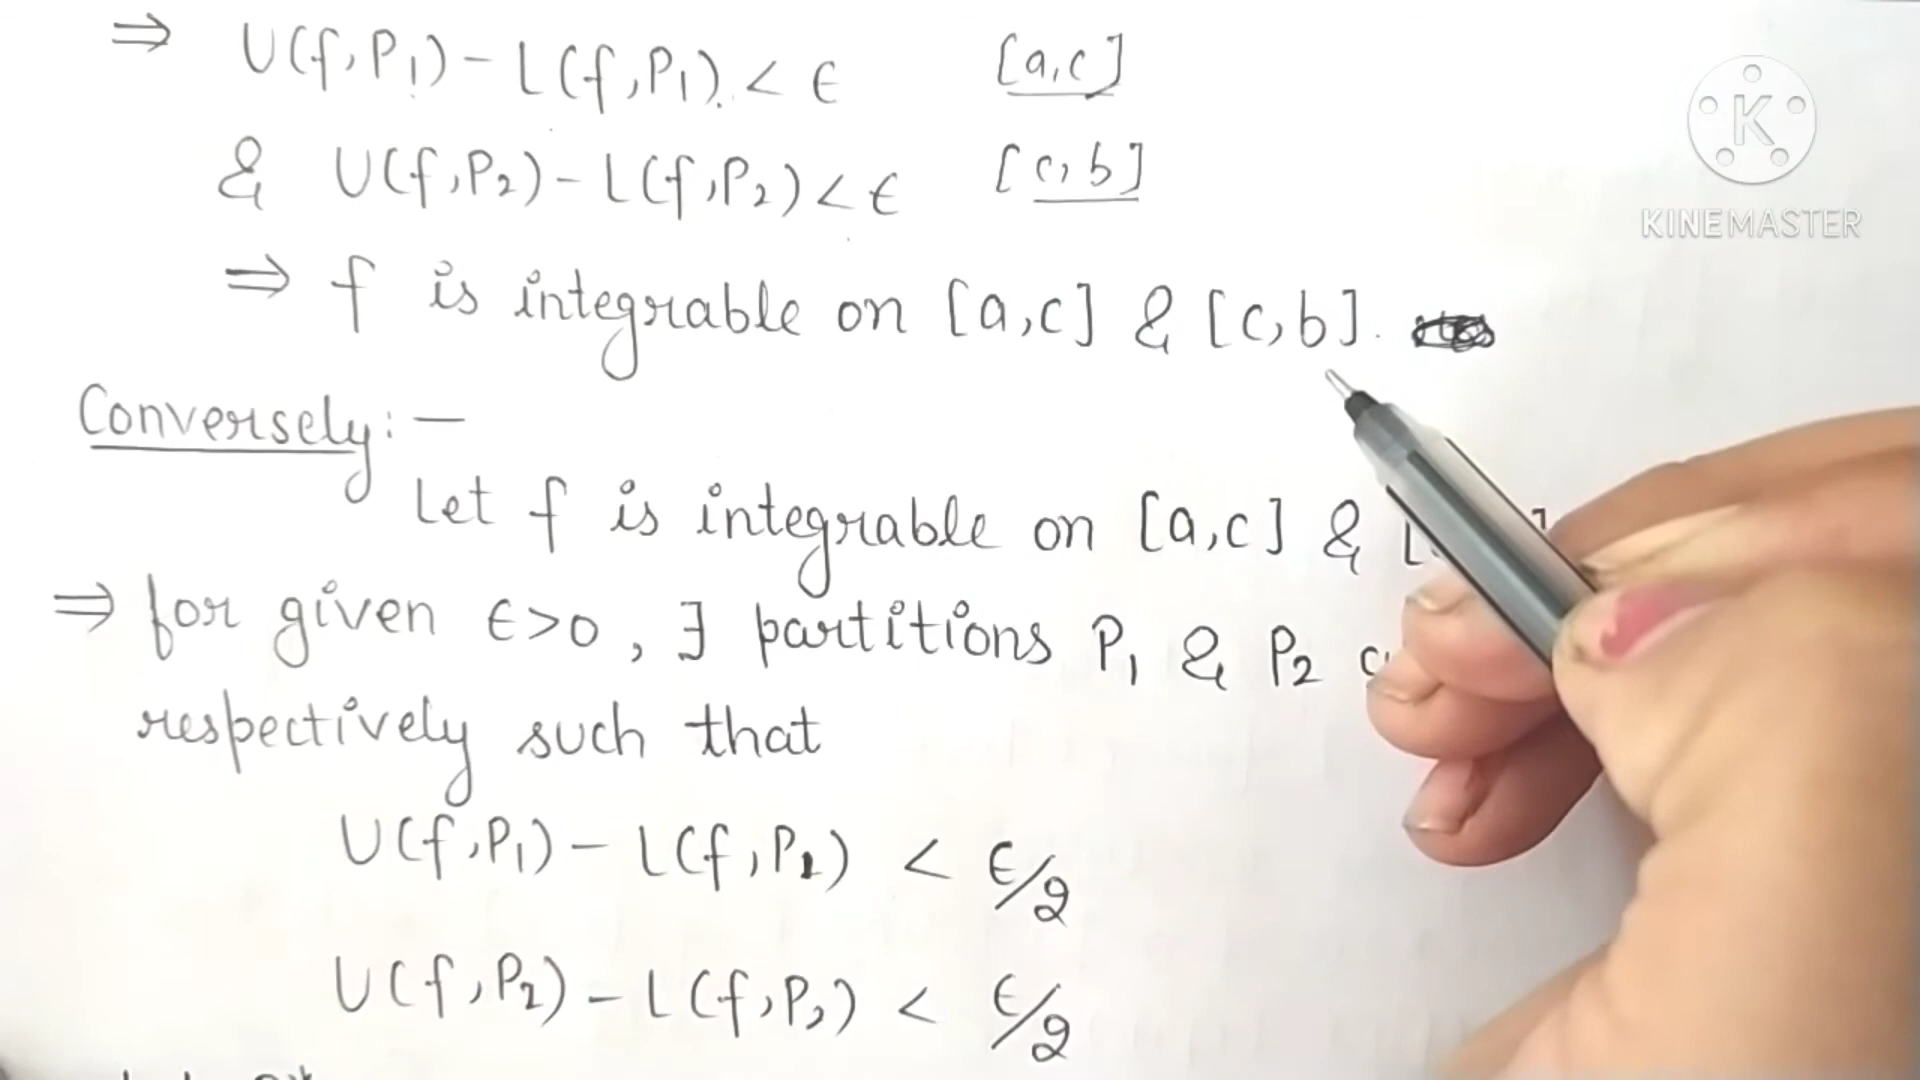 ⇒ U(f,P₁) - L(f,P₁) < ε [a,c]
& U(f,P₂) - L(f,P₂) < ε [c,b]
⇒ f is integrable on [a,c] & [c,b].
Conversely:-
Let f is integrable on [a,c] & [
⇒ for given ε>0, ∃ partitions P₁ & P₂
respectively such that
U(f,P₁) - L(f,P₁) < ε/2
U(f,P₂) - L(f,P₂) < ε/2
K
KINEMASTER